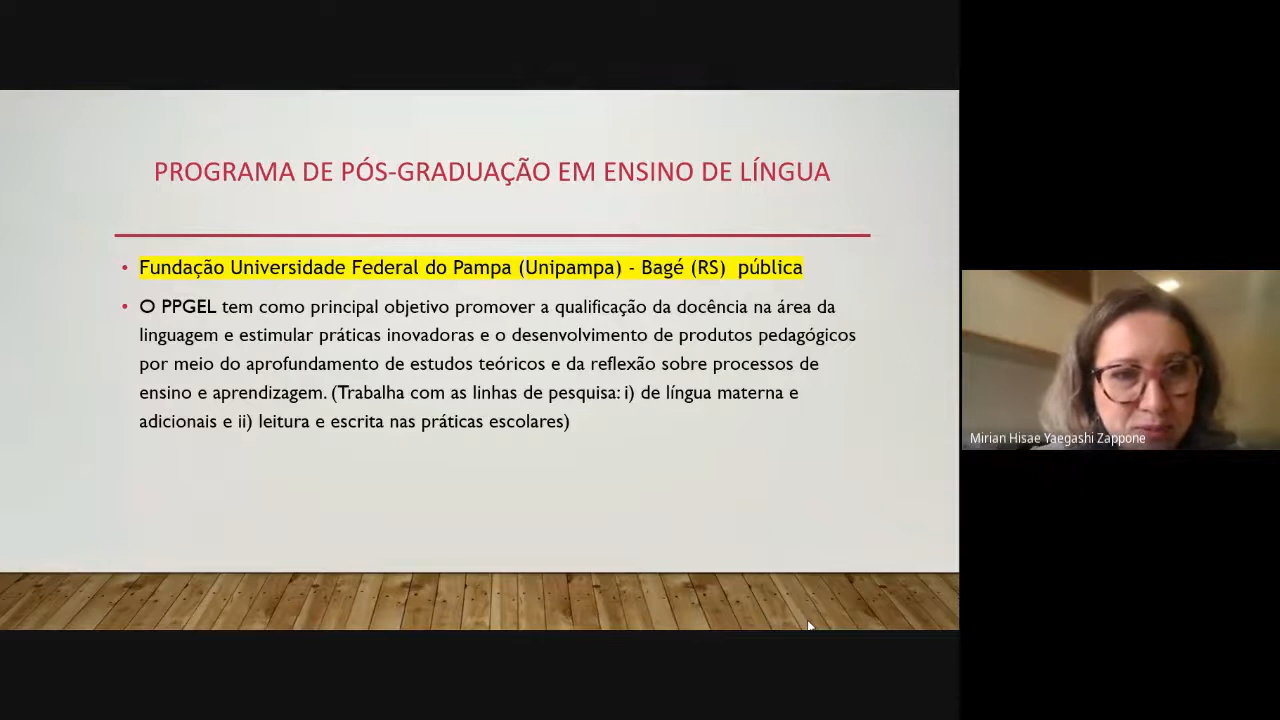 PROGRAMA DE PÓS-GRADUAÇÃO EM ENSINO DE LÍNGUA
• Fundação Universidade Federal do Pampa (Unipampa) - Bagé (RS) pública
• O PPGEL tem como principal objetivo promover a qualificação da docência na área da
linguagem e estimular práticas inovadoras e o desenvolvimento de produtos pedagógicos
por meio do aprofundamento de estudos teóricos e da reflexão sobre processos de
ensino e aprendizagem. (Trabalha com as linhas de pesquisa: i) de língua materna e
adicionais e ii) leitura e escrita nas práticas escolares)
Mirian Hisae Yaegashi Zappone